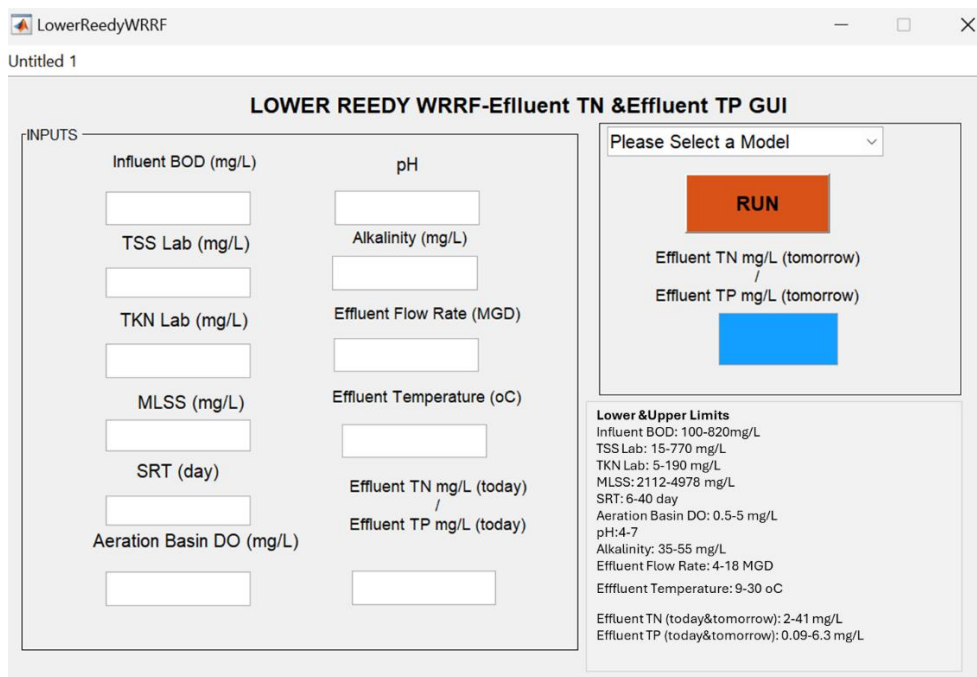 LowerReedyWRRF
Untitled 1
LOWER REEDY WRRF-Eflluent TN &Effluent TP GUI
INPUTS
Influent BOD (mg/L)
TSS Lab (mg/L)
TKN Lab (mg/L)
MLSS (mg/L)
SRT (day)
Aeration Basin DO (mg/L)
pH
Alkalinity (mg/L)
Effluent Flow Rate (MGD)
Effluent Temperature (oC)
Effluent TN mg/L (today)
/
Effluent TP mg/L (today)
Please Select a Model
RUN
Effluent TN mg/L (tomorrow)
/
Effluent TP mg/L (tomorrow)
Lower &Upper Limits
Influent BOD: 100-820mg/L
TSS Lab: 15-770 mg/L
TKN Lab: 5-190 mg/L
MLSS: 2112-4978 mg/L
SRT: 6-40 day
Aeration Basin DO: 0.5-5 mg/L
pH:4-7
Alkalinity: 35-55 mg/L
Effluent Flow Rate: 4-18 MGD
Efffluent Temperature: 9-30 oC
Effluent TN (today&tomorrow): 2-41 mg/L
Effluent TP (today&tomorrow): 0.09-6.3 mg/L